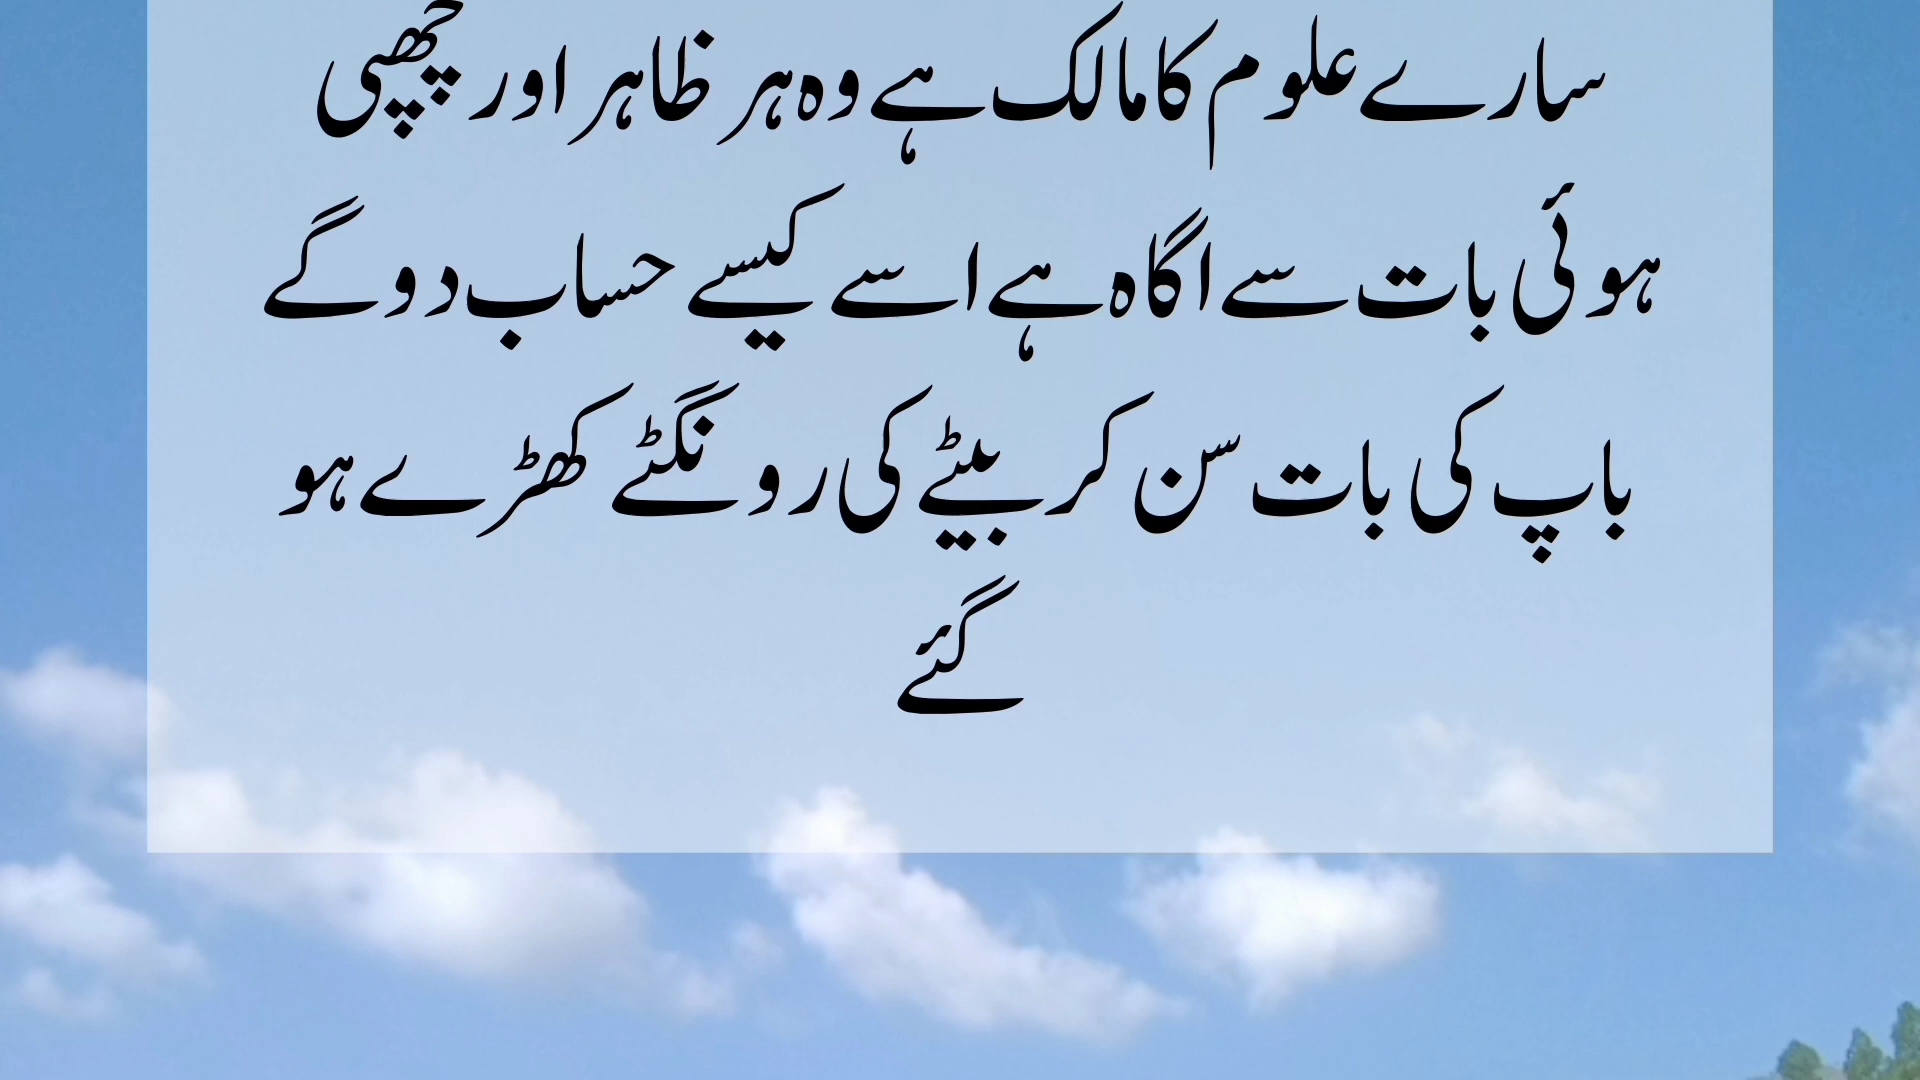 سارے علوم کا مالک ہے وہ ہر ظاہر اور چھپی
ہوئی بات سے اگاہ ہے اسے کیسے حساب دو گے
باپ کی بات سن کر بیٹے کی رونگٹے کھڑے ہو
گئے